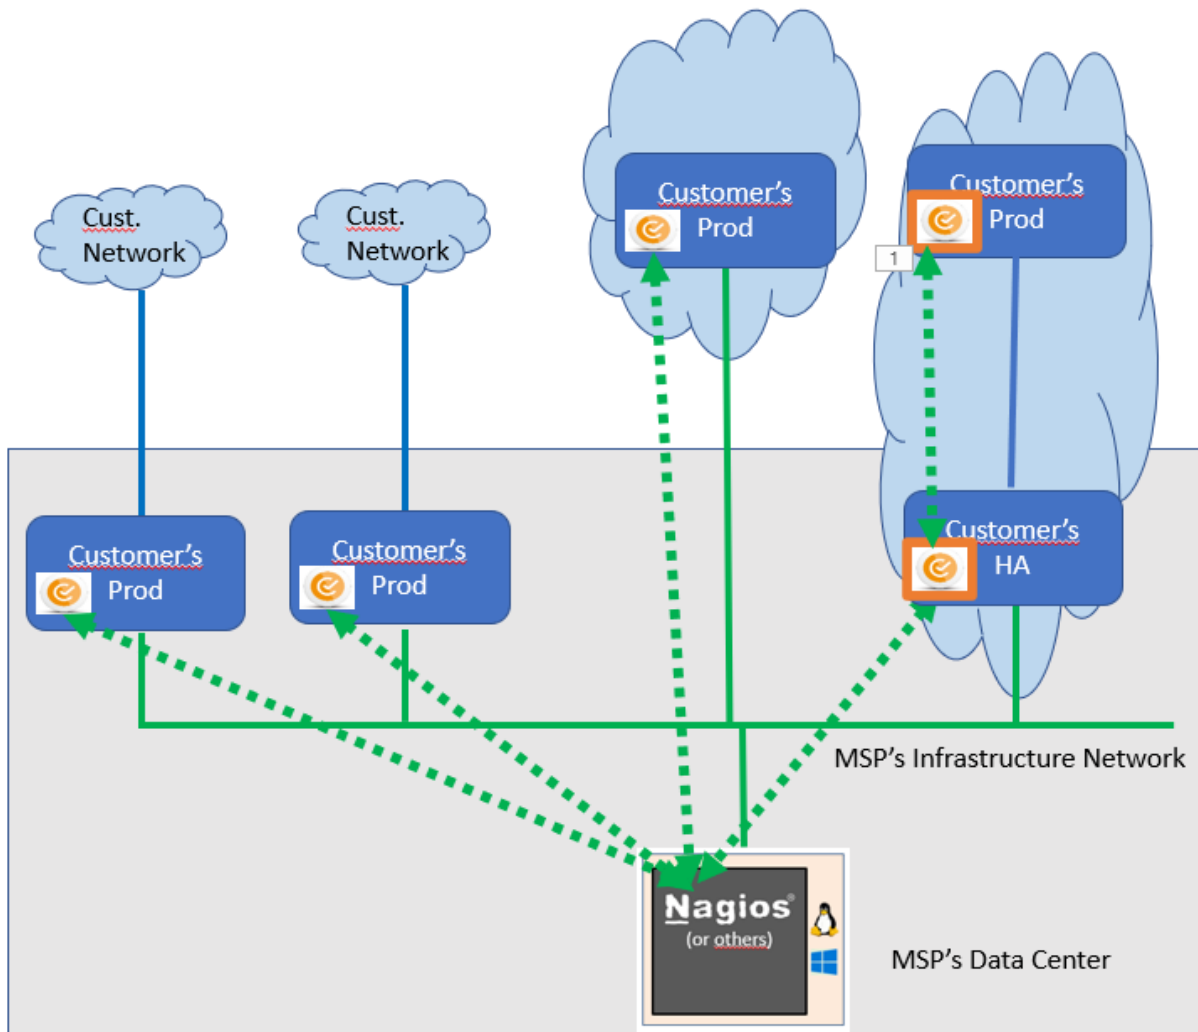 Cust.
Network
Cust.
Network
Customer's
Prod
Customer's
Prod
1
Customer's
Prod
Customer's
Prod
Customer's
HA
MSP's Infrastructure Network
Nagios®
(or others)
MSP's Data Center